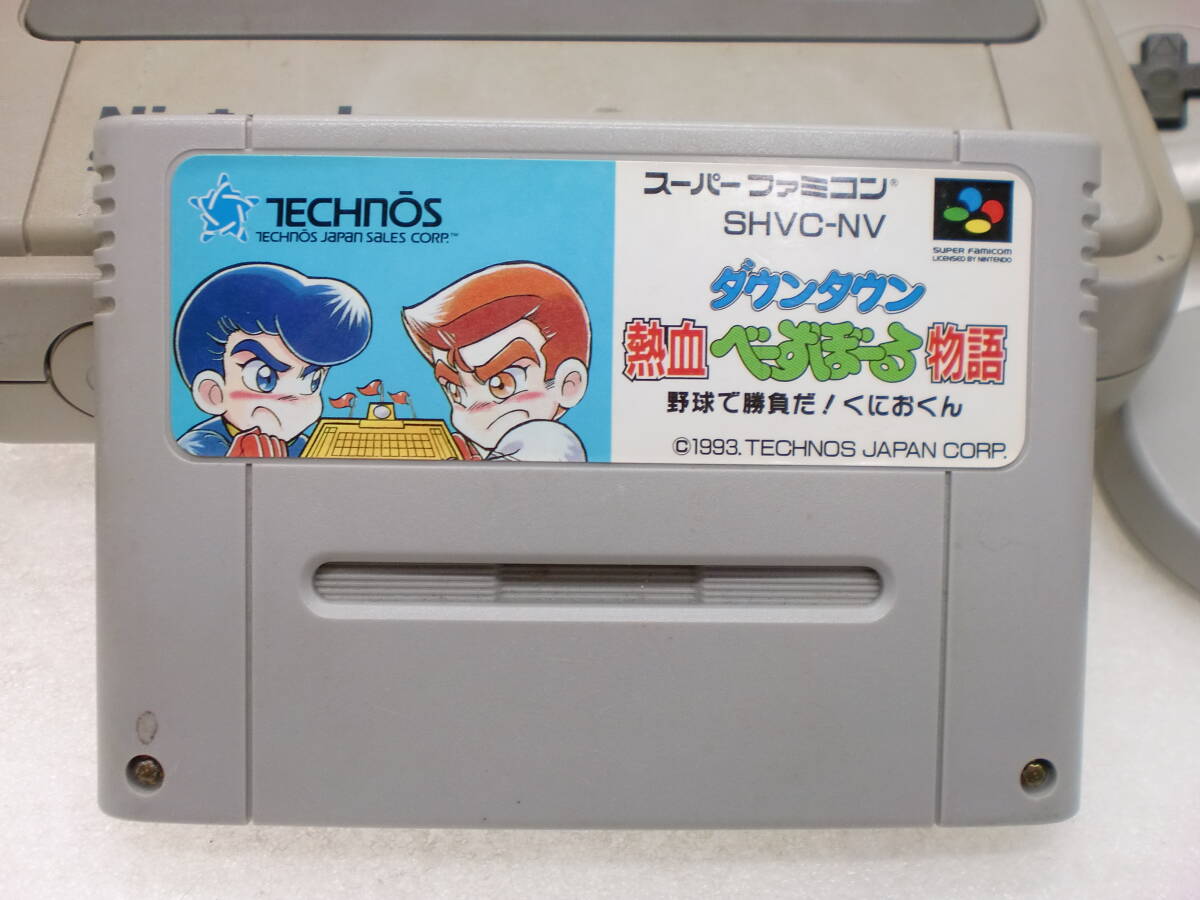 Nintendo
TECHNŌS
TECHNŌS JAPAN SALES CORP.™
スーパーファミコン®
SHVC-NV
SUPER FAMICOM
LICENSED BY NINTENDO
ダウンタウン
熱血べーすぼーる物語
野球で勝負だ!くにおくん
©1993. TECHNOS JAPAN CORP.